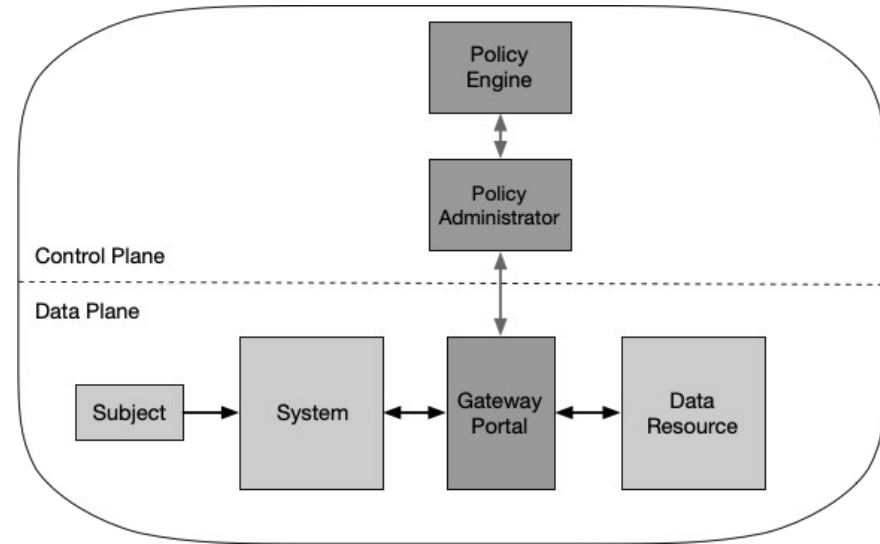 Policy
Engine
Policy
Administrator
Control Plane
Data Plane
Subject
System
Gateway
Portal
Data
Resource